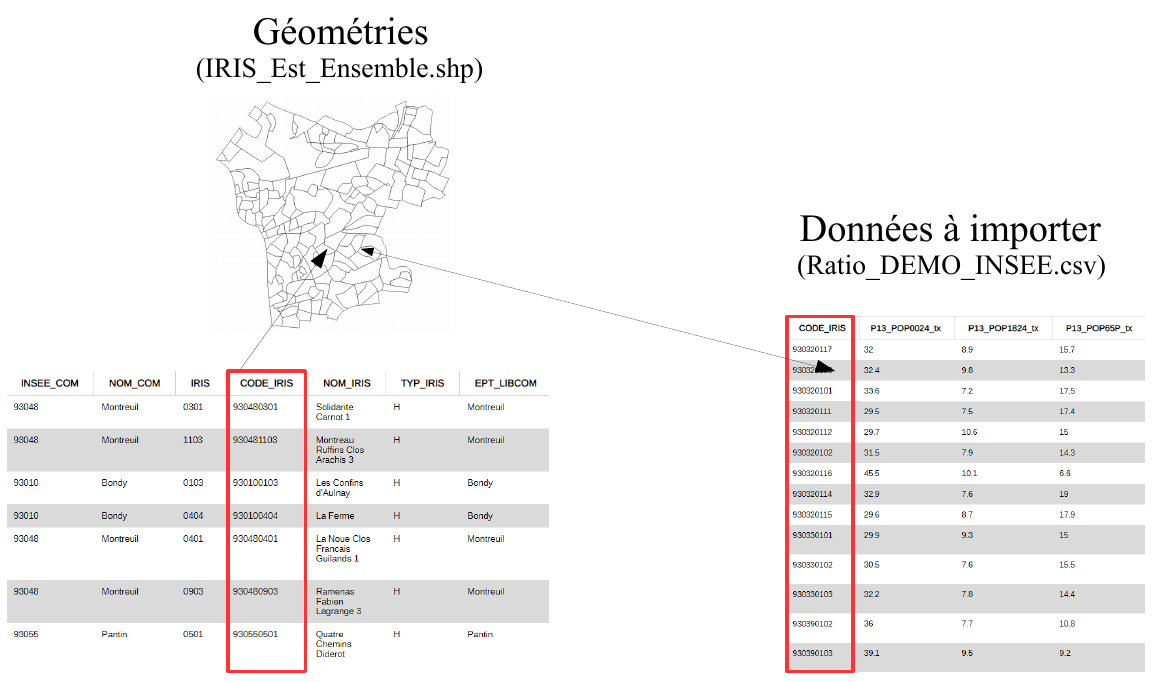 Géométries
(IRIS_Est_Ensemble.shp)
Données à importer
(Ratio_DEMO_INSEE.csv)
INSEE_COM NOM_COM IRIS CODE_IRIS NOM_IRIS TYP_IRIS EPT_LIBCOM
93048 Montreuil 0301 930480301 Solidarite H Montreuil
Carnot 1
93048 Montreuil 1103 930481103 Montreau H Montreuil
Ruffins Clos
Arachis 3
93010 Bondy 0103 930100103 Les Confins H Bondy
d'Aulnay
93010 Bondy 0404 930100404 La Ferme H Bondy
93048 Montreuil 0401 930480401 La Noue Clos H Montreuil
Francais
Guilands 1
93048 Montreuil 0903 930480903 Ramenas H Montreuil
Fabien
Lagrange 3
93055 Pantin 0501 930550501 Quatre H Pantin
Chemins
Diderot
CODE_IRIS P13_POP0024_tx P13_POP1824_tx P13_POP65P_tx
930320117 32 8.9 15.7
32.4 9.8 13.3
930320101 33.6 7.2 17.5
930320111 29.5 7.5 17.4
930320112 29.7 10.6 15
930320102 31.5 7.9 14.3
930320116 45.5 10.1 6.6
930320114 32.9 7.6 19
930320115 29.6 8.7 17.9
930330101 29.9 9.3 15
930330102 30.5 7.6 15.5
930330103 32.2 7.8 14.4
930390102 36 7.7 10.8
930390103 39.1 9.5 9.2